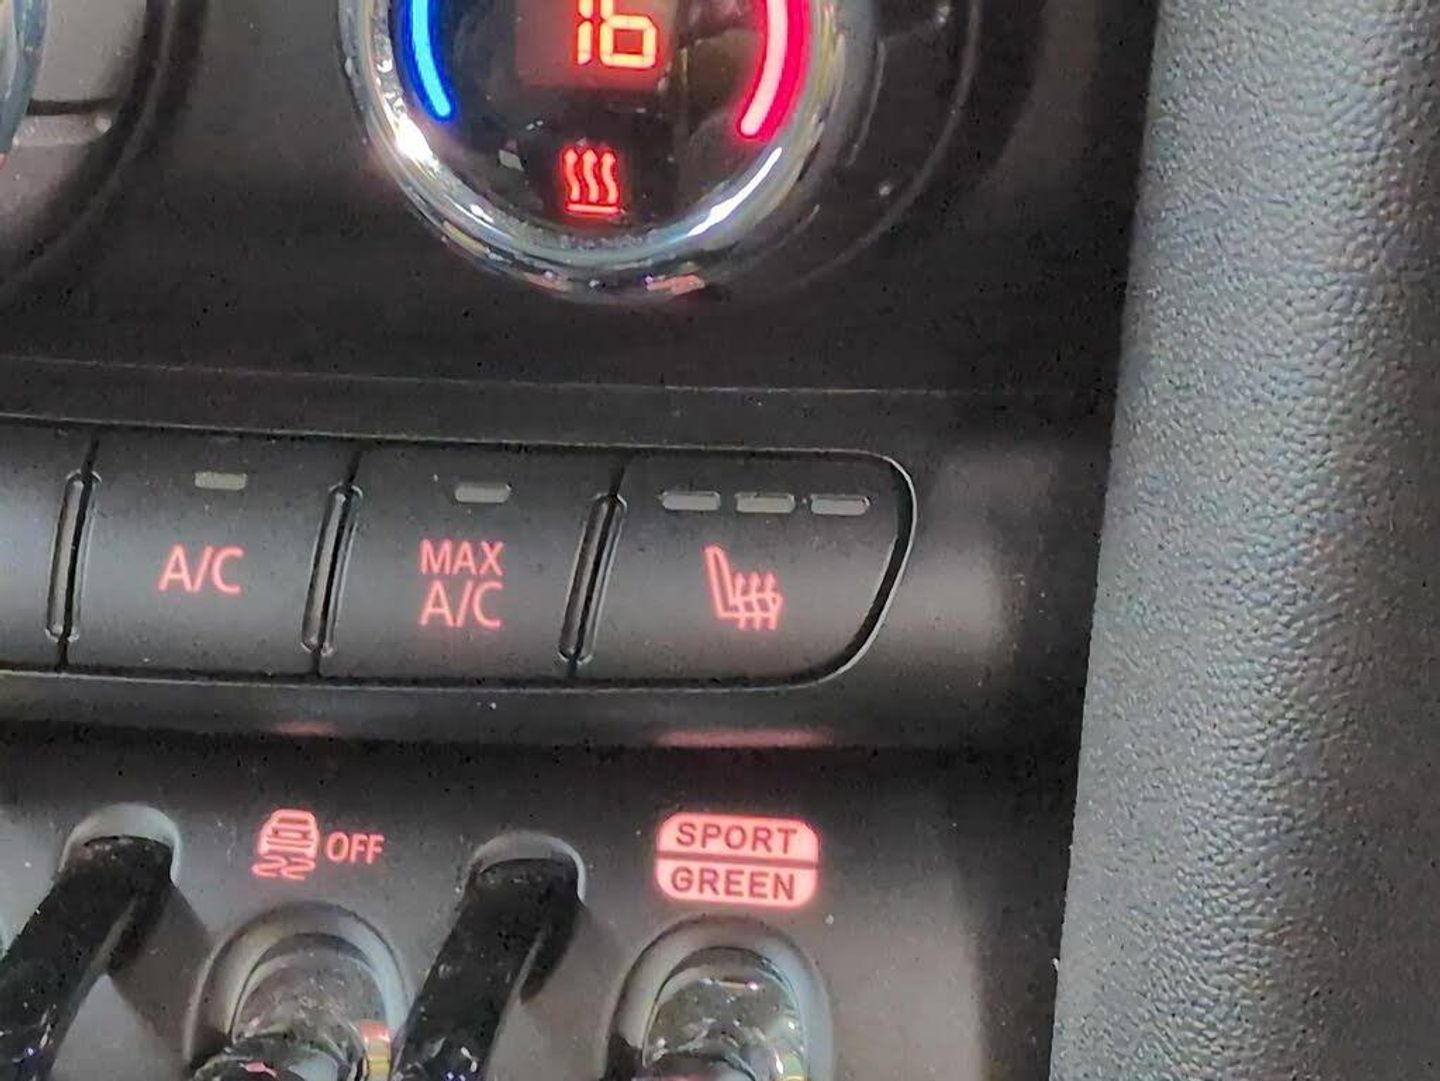 16
A/C
MAX
A/C
OFF
SPORT
GREEN